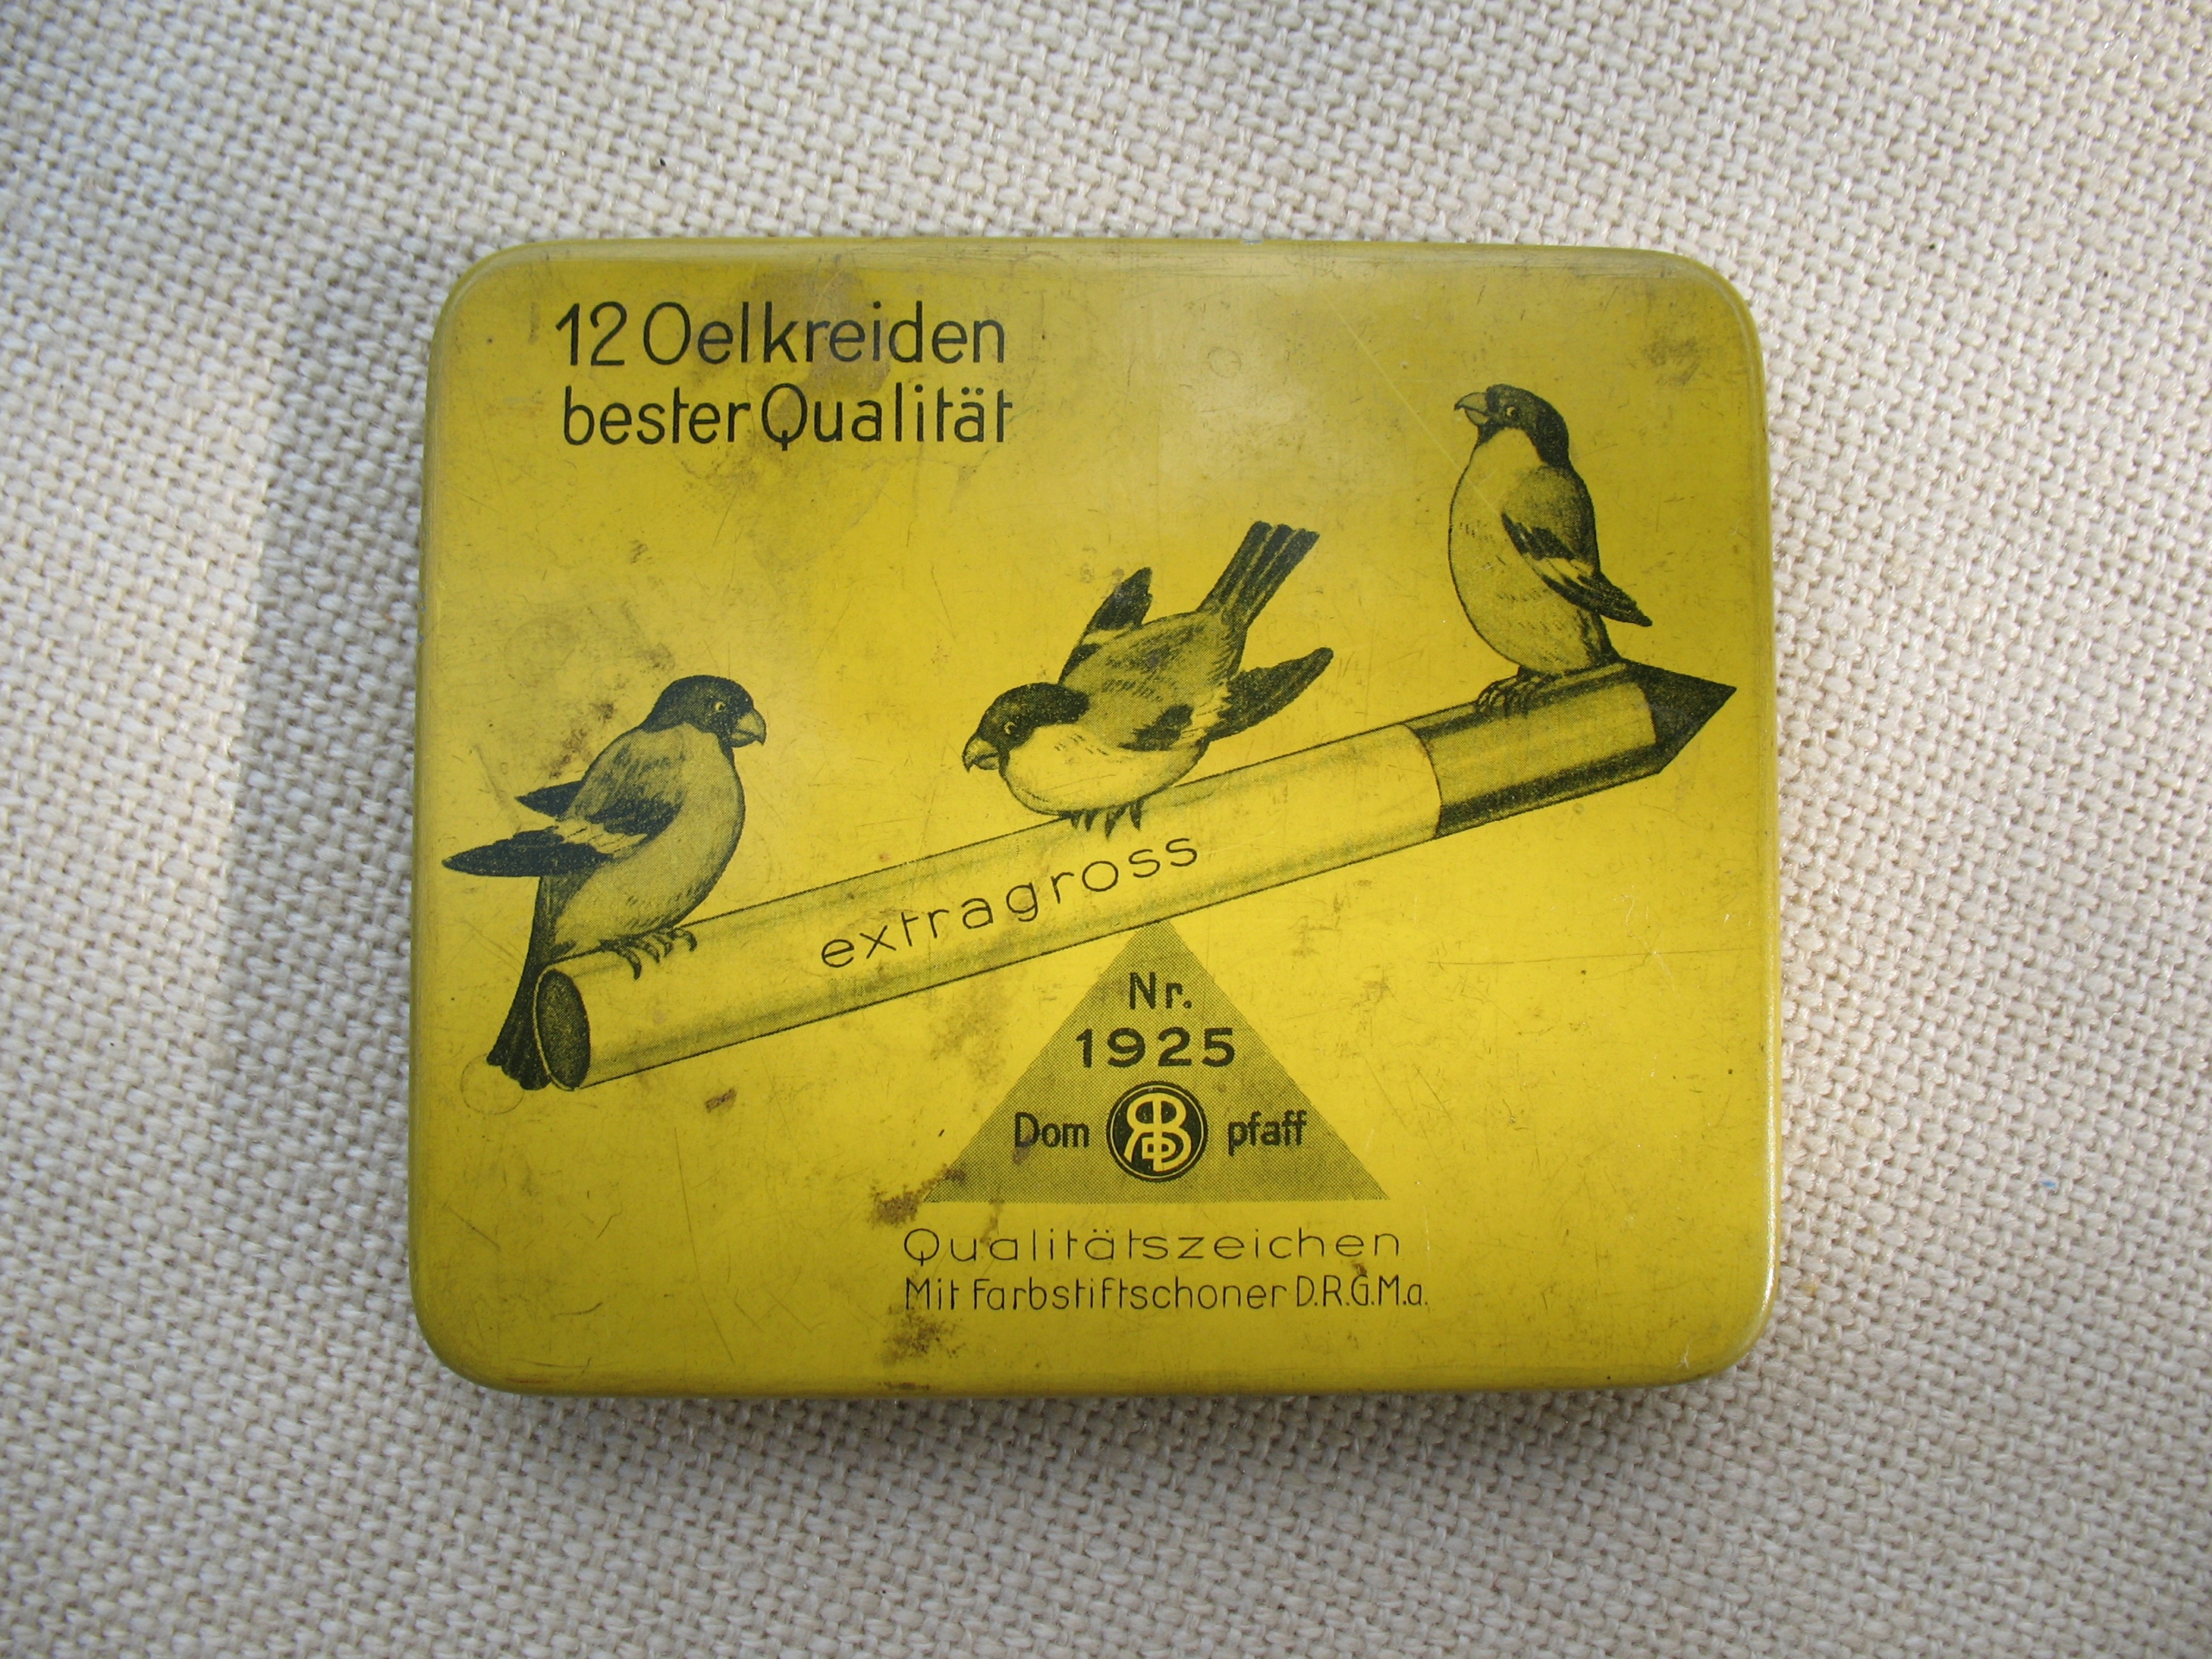 12 Oelkreiden
bester Qualität
extragross
Nr.
1925
Dom pfaff
Qualitätszeichen
Mit Farbstiftschoner D.R.G.M.a.